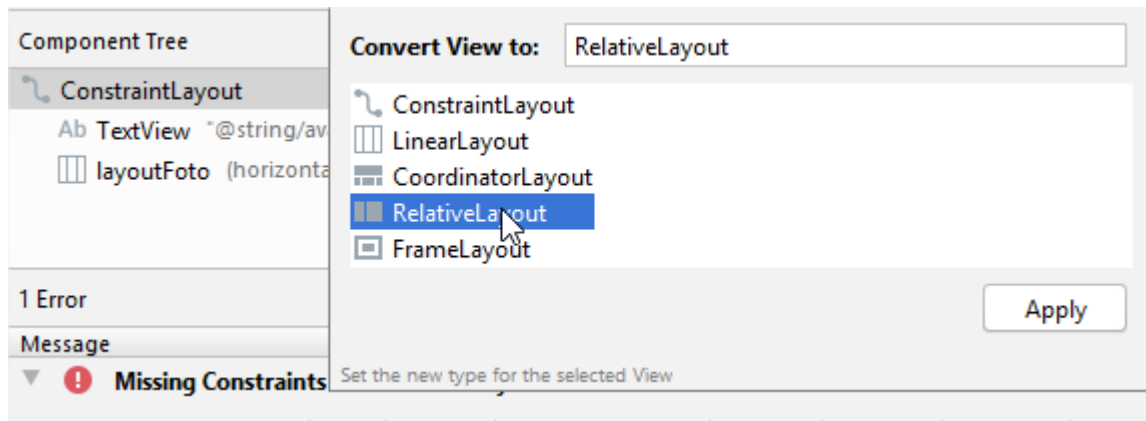 Component Tree
ConstraintLayout
Ab TextView "@string/av
layoutFoto (horizonta
1 Error
Message
Missing Constraints
Convert View to: RelativeLayout
ConstraintLayout
LinearLayout
CoordinatorLayout
RelativeLayout
FrameLayout
Apply
Set the new type for the selected View